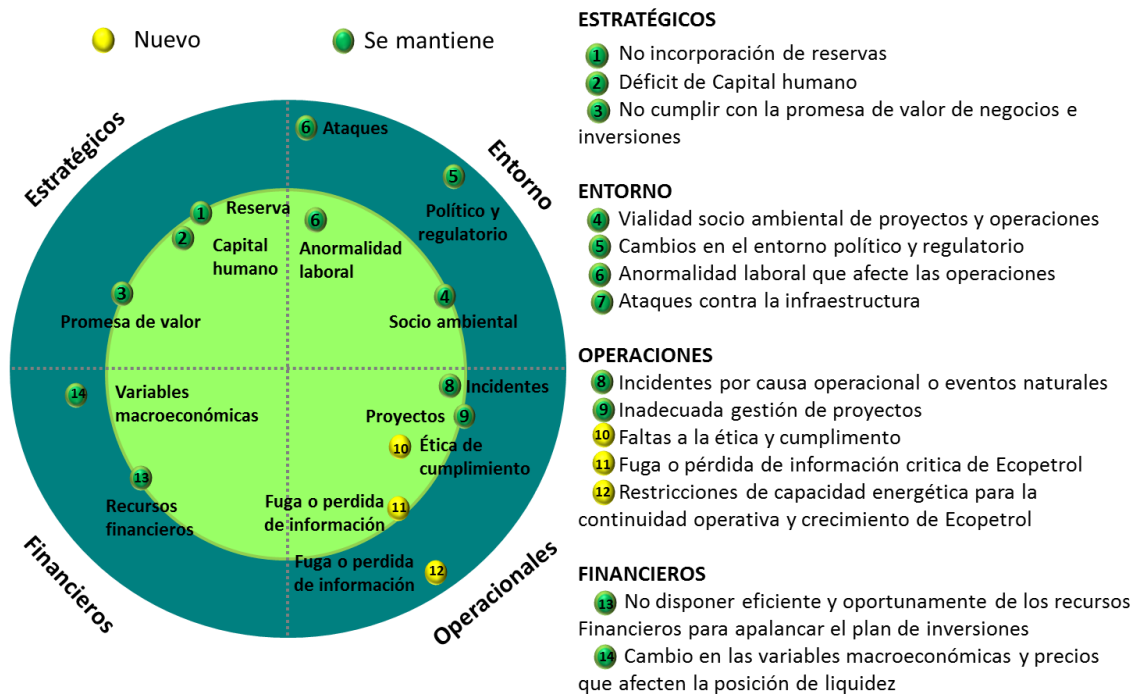 Nuevo
Se mantiene
Estratégicos
Entorno
6 Ataques
5
Político y
regulatorio
1 Reserva
2 Capital
humano
6
Anormalidad
laboral
3
Promesa de valor
4
Socio ambiental
14 Variables
macroeconómicas
8 Incidentes
Proyectos 9
10 Ética de
cumplimiento
13
Recursos
financieros
Fuga o perdida
de información 11
Fuga o perdida
de información 12
Financieros
Operacionales
ESTRATÉGICOS
1 No incorporación de reservas
2 Déficit de Capital humano
3 No cumplir con la promesa de valor de negocios e
inversiones
ENTORNO
4 Vialidad socio ambiental de proyectos y operaciones
5 Cambios en el entorno político y regulatorio
6 Anormalidad laboral que afecte las operaciones
7 Ataques contra la infraestructura
OPERACIONES
8 Incidentes por causa operacional o eventos naturales
9 Inadecuada gestión de proyectos
10 Faltas a la ética y cumplimento
11 Fuga o pérdida de información critica de Ecopetrol
12 Restricciones de capacidad energética para la
continuidad operativa y crecimiento de Ecopetrol
FINANCIEROS
13 No disponer eficiente y oportunamente de los recursos
Financieros para apalancar el plan de inversiones
14 Cambio en las variables macroeconómicas y precios
que afecten la posición de liquidez